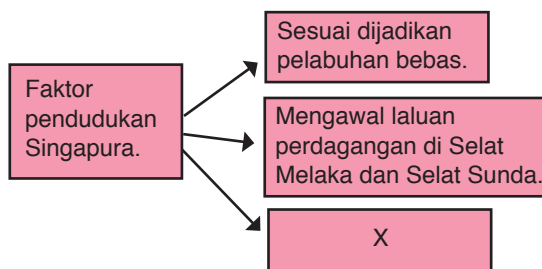 Faktor
pendudukan
Singapura.
Sesuai dijadikan
pelabuhan bebas.
Mengawal laluan
perdagangan di Selat
Melaka dan Selat Sunda.
X